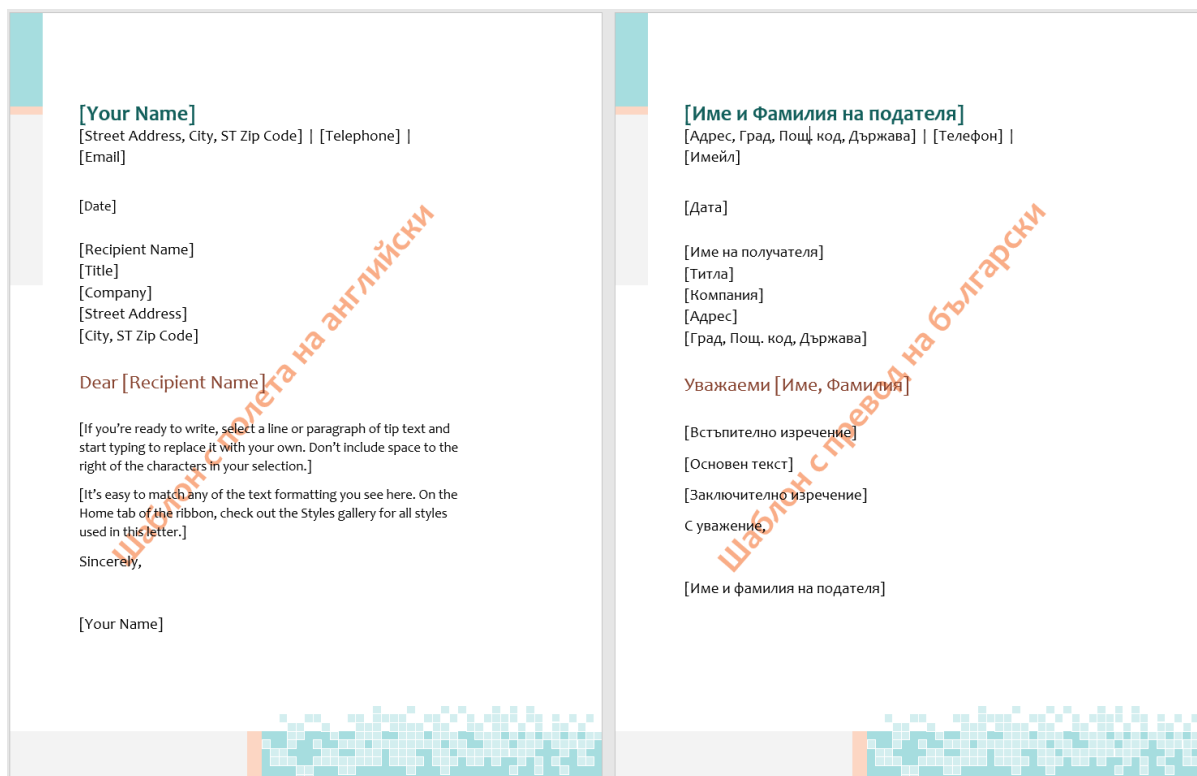 [Your Name]
[Street Address, City, ST Zip Code] | [Telephone] |
[Email]
[Date]
[Recipient Name]
[Title]
[Company]
[Street Address]
[City, ST Zip Code]
Dear [Recipient Name]
[If you’re ready to write, select a line or paragraph of tip text and
start typing to replace it with your own. Don’t include space to the
right of the characters in your selection.]
[It’s easy to match any of the text formatting you see here. On the
Home tab of the ribbon, check out the Styles gallery for all styles
used in this letter.]
Sincerely,
[Your Name]
Шаблон с полета на английски
[Име и Фамилия на подателя]
[Адрес, Град, Пощ. код, Държава] | [Телефон] |
[Имейл]
[Дата]
[Име на получателя]
[Титла]
[Компания]
[Адрес]
[Град, Пощ. код, Държава]
Уважаеми [Име, Фамилия]
[Встъпително изречение]
[Основен текст]
[Заключително изречение]
С уважение,
[Име и фамилия на подателя]
Шаблон с превод на български